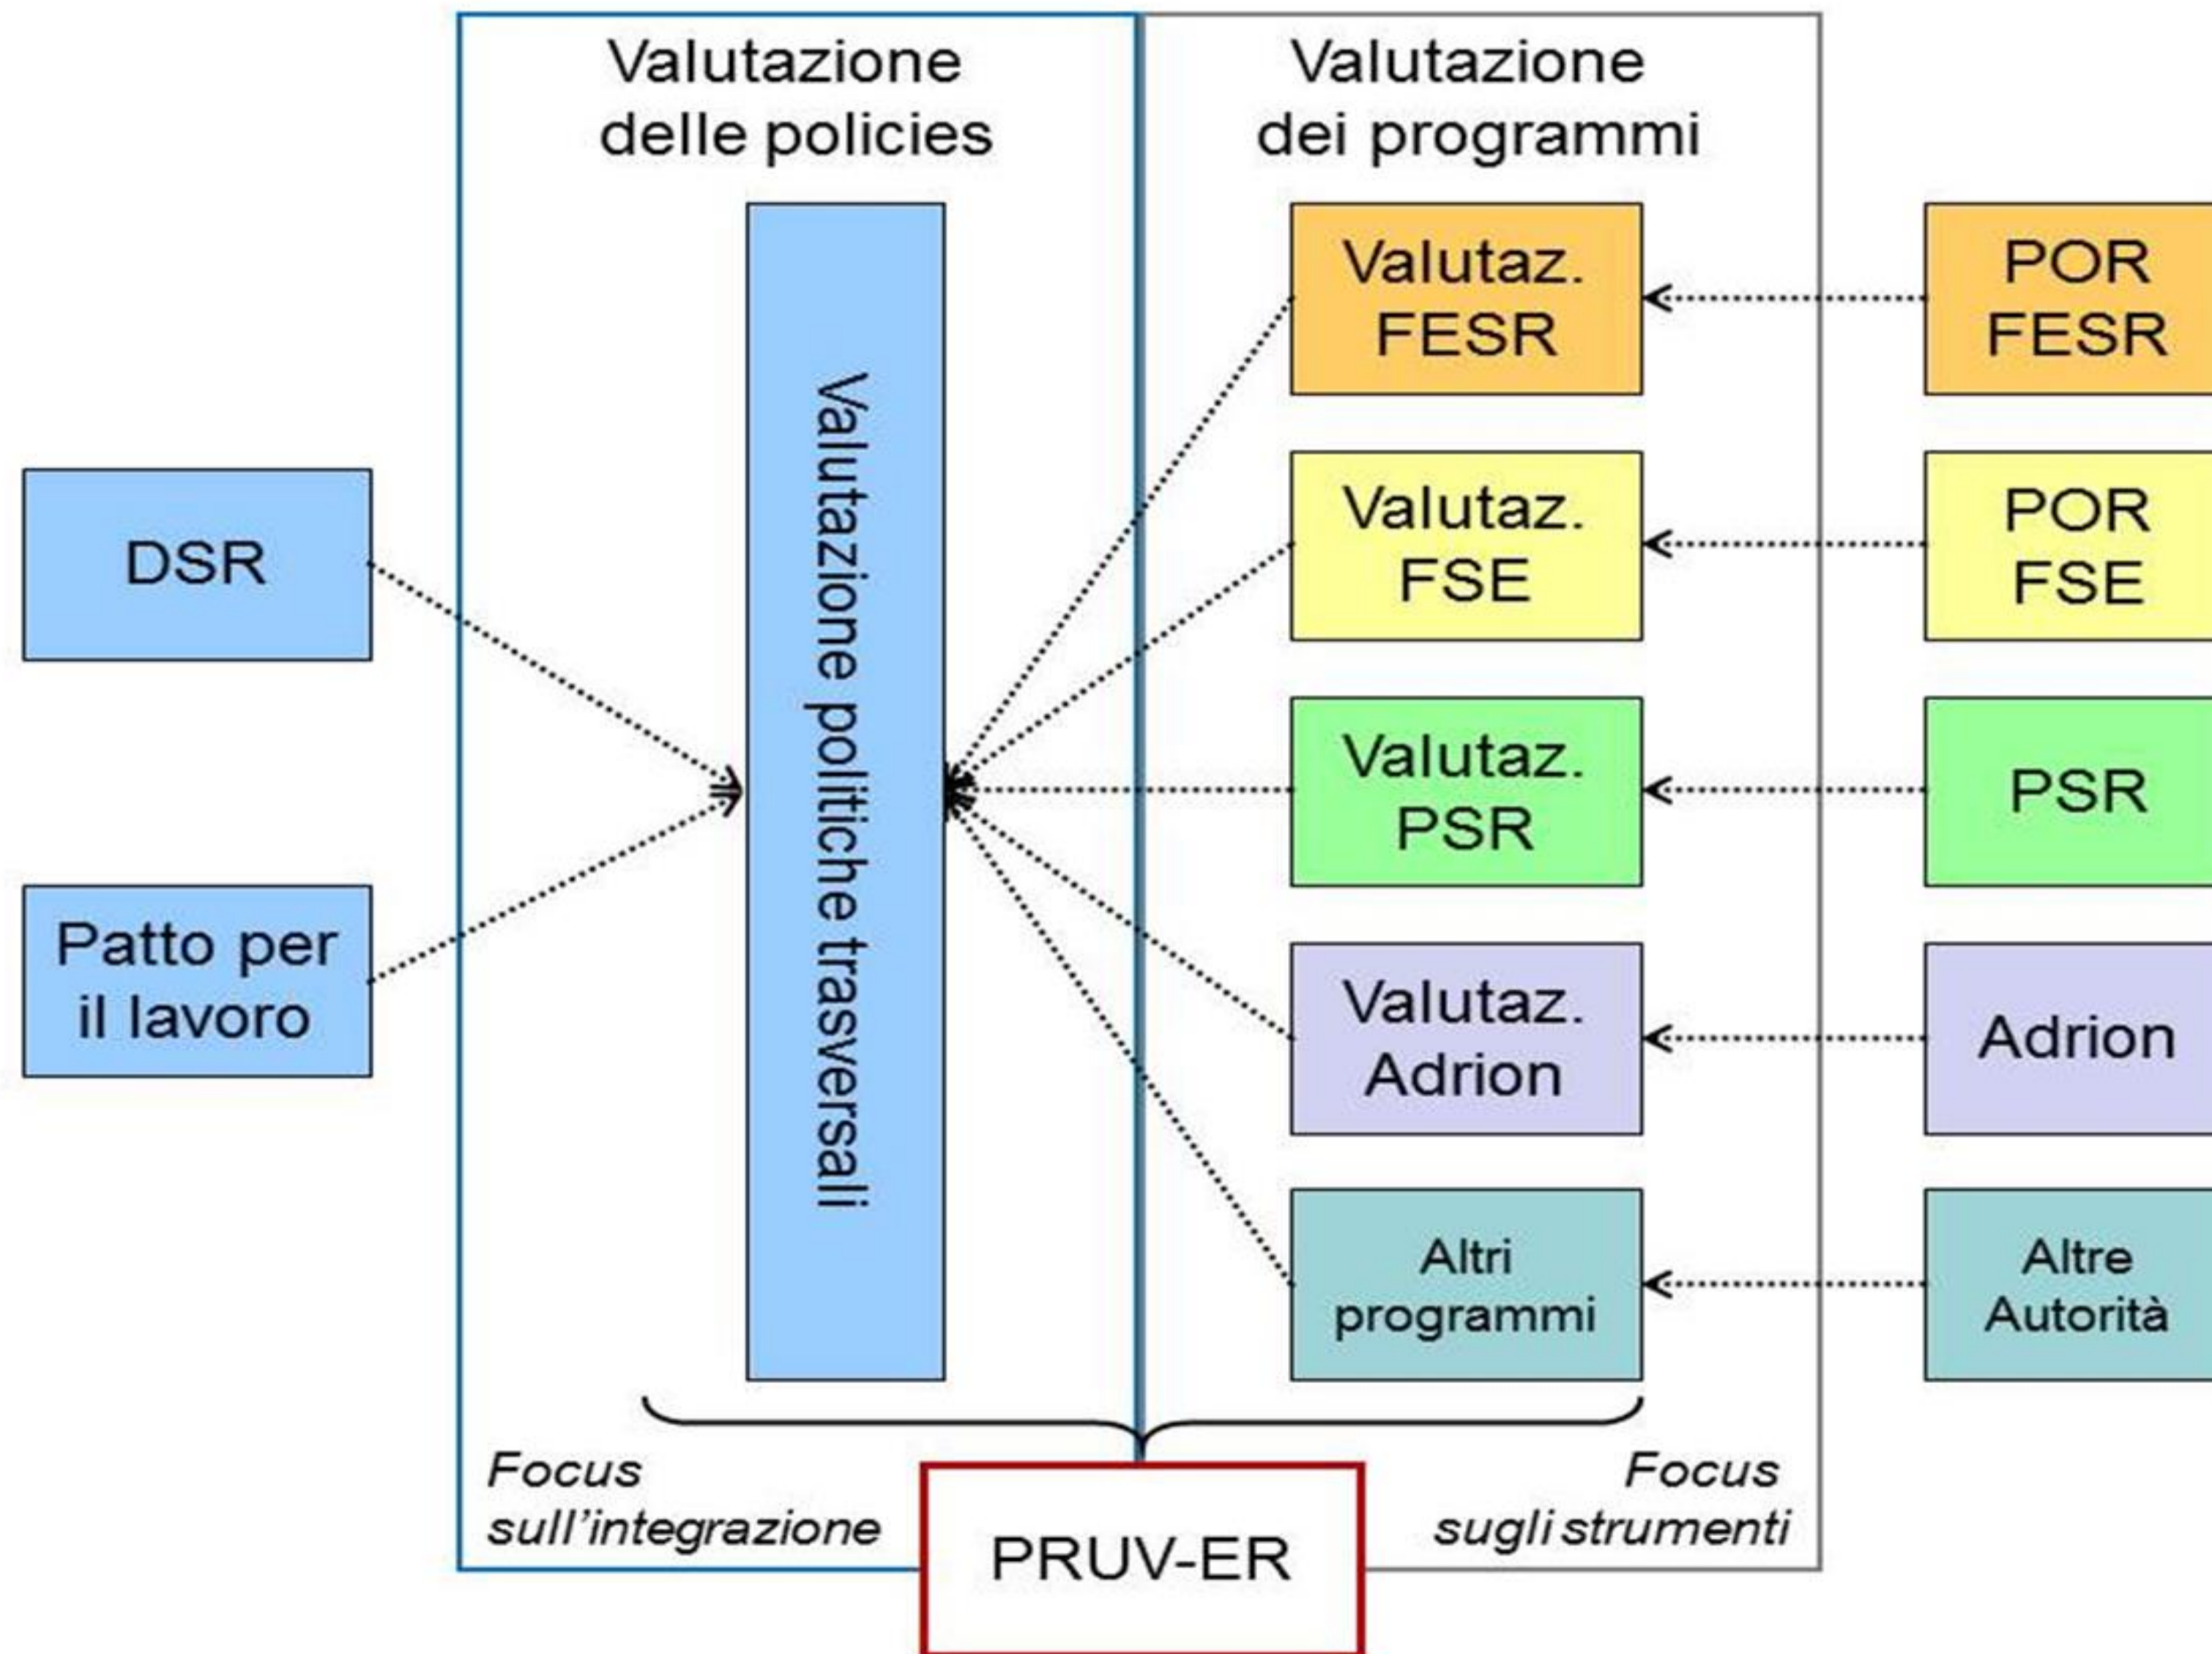 Valutazione
delle policies
Valutazione
dei programmi
DSR
Patto per
il lavoro
Valutazione politiche trasversali
Valutaz.
FESR
POR
FESR
Valutaz.
FSE
POR
FSE
Valutaz.
PSR
PSR
Valutaz.
Adrion
Adrion
Altri
programmi
Altre
Autorità
Focus
sull'integrazione
Focus
sugli strumenti
PRUV-ER